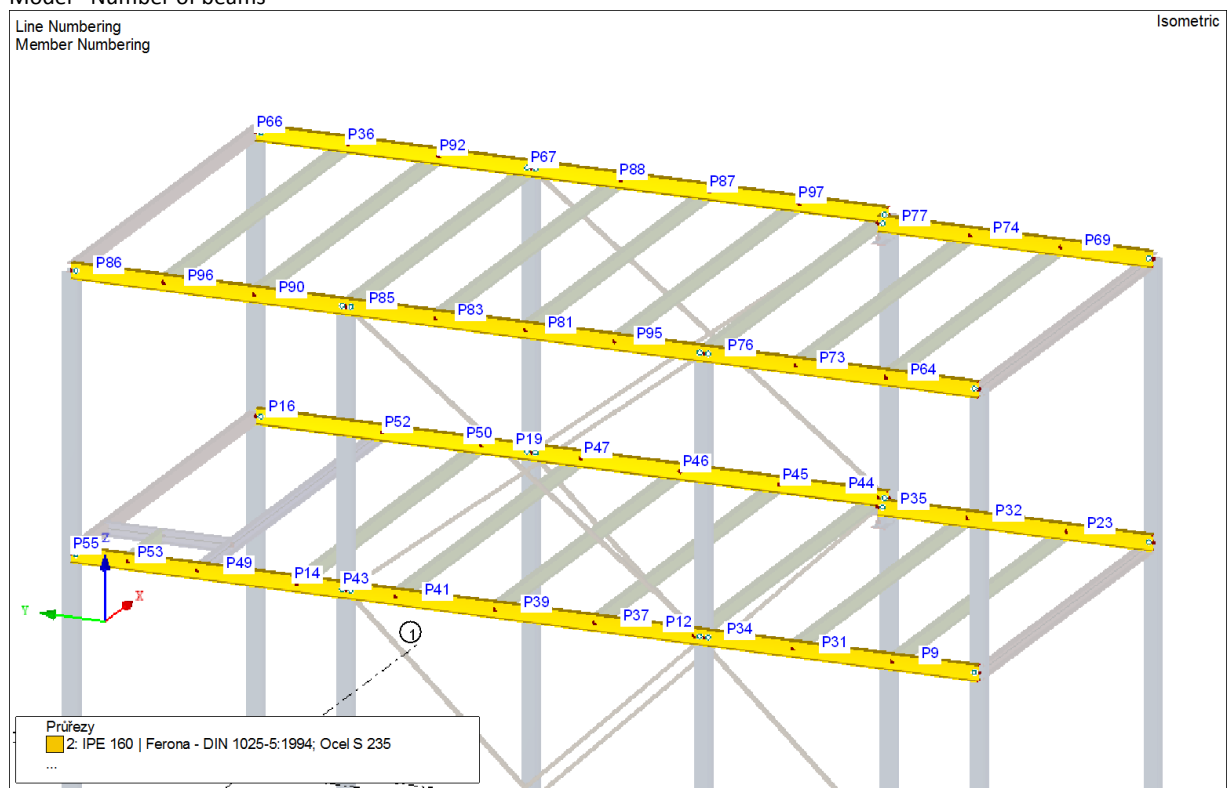 Model - Number of beams
Line Numbering
Member Numbering
Isometric
P66
P36
P92
P67
P88
P87
P97
P77
P74
P69
P86
P96
P90
P85
P83
P81
P95
P76
P73
P64
P16
P52
P50
P19
P47
P46
P45
P44
P35
P32
P23
P55
P53
P49
P14
P43
P41
P39
P37
P12
P34
P31
P9
Z
X
Y
1
Průřezy
2: IPE 160 | Ferona - DIN 1025-5:1994; Ocel S 235
...